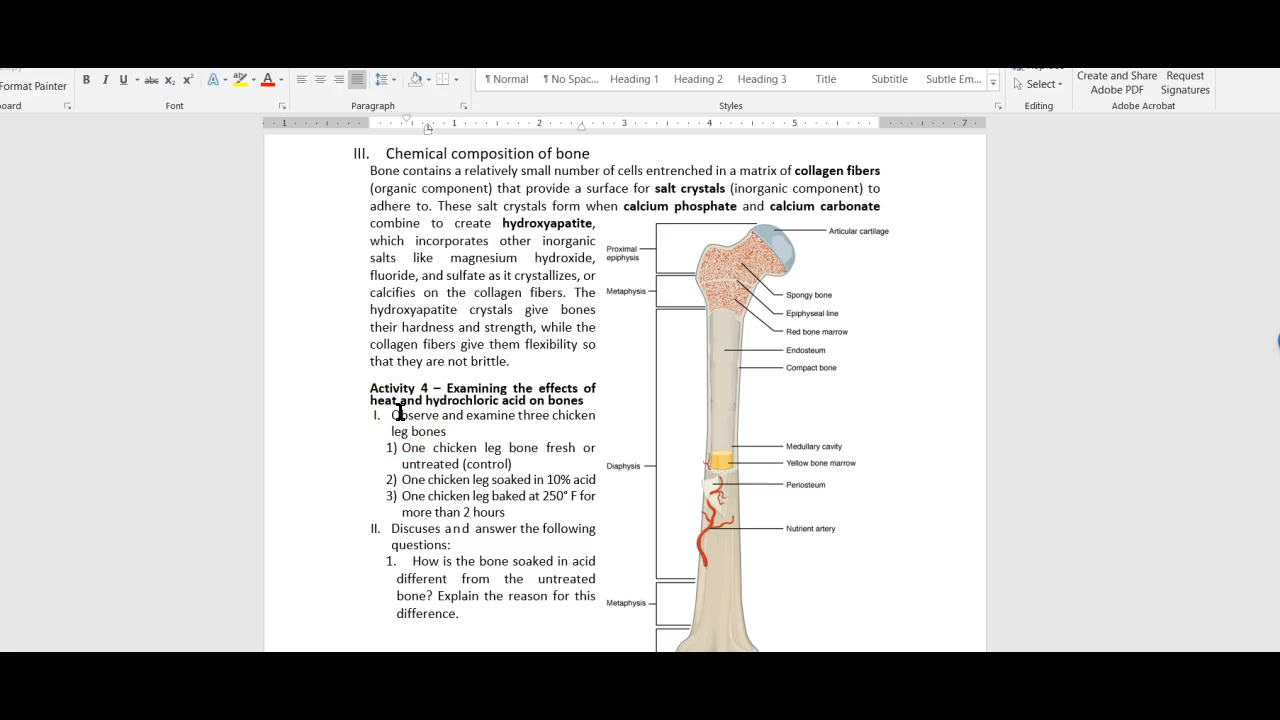 Format Painter
B I U abc x₂ x² A A
¶ Normal ¶ No Spac... Heading 1 Heading 2 Heading 3 Title Subtitle Subtle Em...
Select
Create and Share
Adobe PDF
Request
Signatures
oard Font Paragraph Styles Editing Adobe Acrobat
1 1 2 3 4 5 7
III. Chemical composition of bone
Bone contains a relatively small number of cells entrenched in a matrix of collagen fibers
(organic component) that provide a surface for salt crystals (inorganic component) to
adhere to. These salt crystals form when calcium phosphate and calcium carbonate
combine to create hydroxyapatite,
which incorporates other inorganic
salts like magnesium hydroxide,
fluoride, and sulfate as it crystallizes, or
calcifies on the collagen fibers. The
hydroxyapatite crystals give bones
their hardness and strength, while the
collagen fibers give them flexibility so
that they are not brittle.
Activity 4 – Examining the effects of
heat and hydrochloric acid on bones
I. Observe and examine three chicken
leg bones
1) One chicken leg bone fresh or
untreated (control)
2) One chicken leg soaked in 10% acid
3) One chicken leg baked at 250° F for
more than 2 hours
II. Discuses and answer the following
questions:
1. How is the bone soaked in acid
different from the untreated
bone? Explain the reason for this
difference.
Proximal
epiphysis
Metaphysis
Diaphysis
Metaphysis
Articular cartilage
Spongy bone
Epiphyseal line
Red bone marrow
Endosteum
Compact bone
Medullary cavity
Yellow bone marrow
Periosteum
Nutrient artery